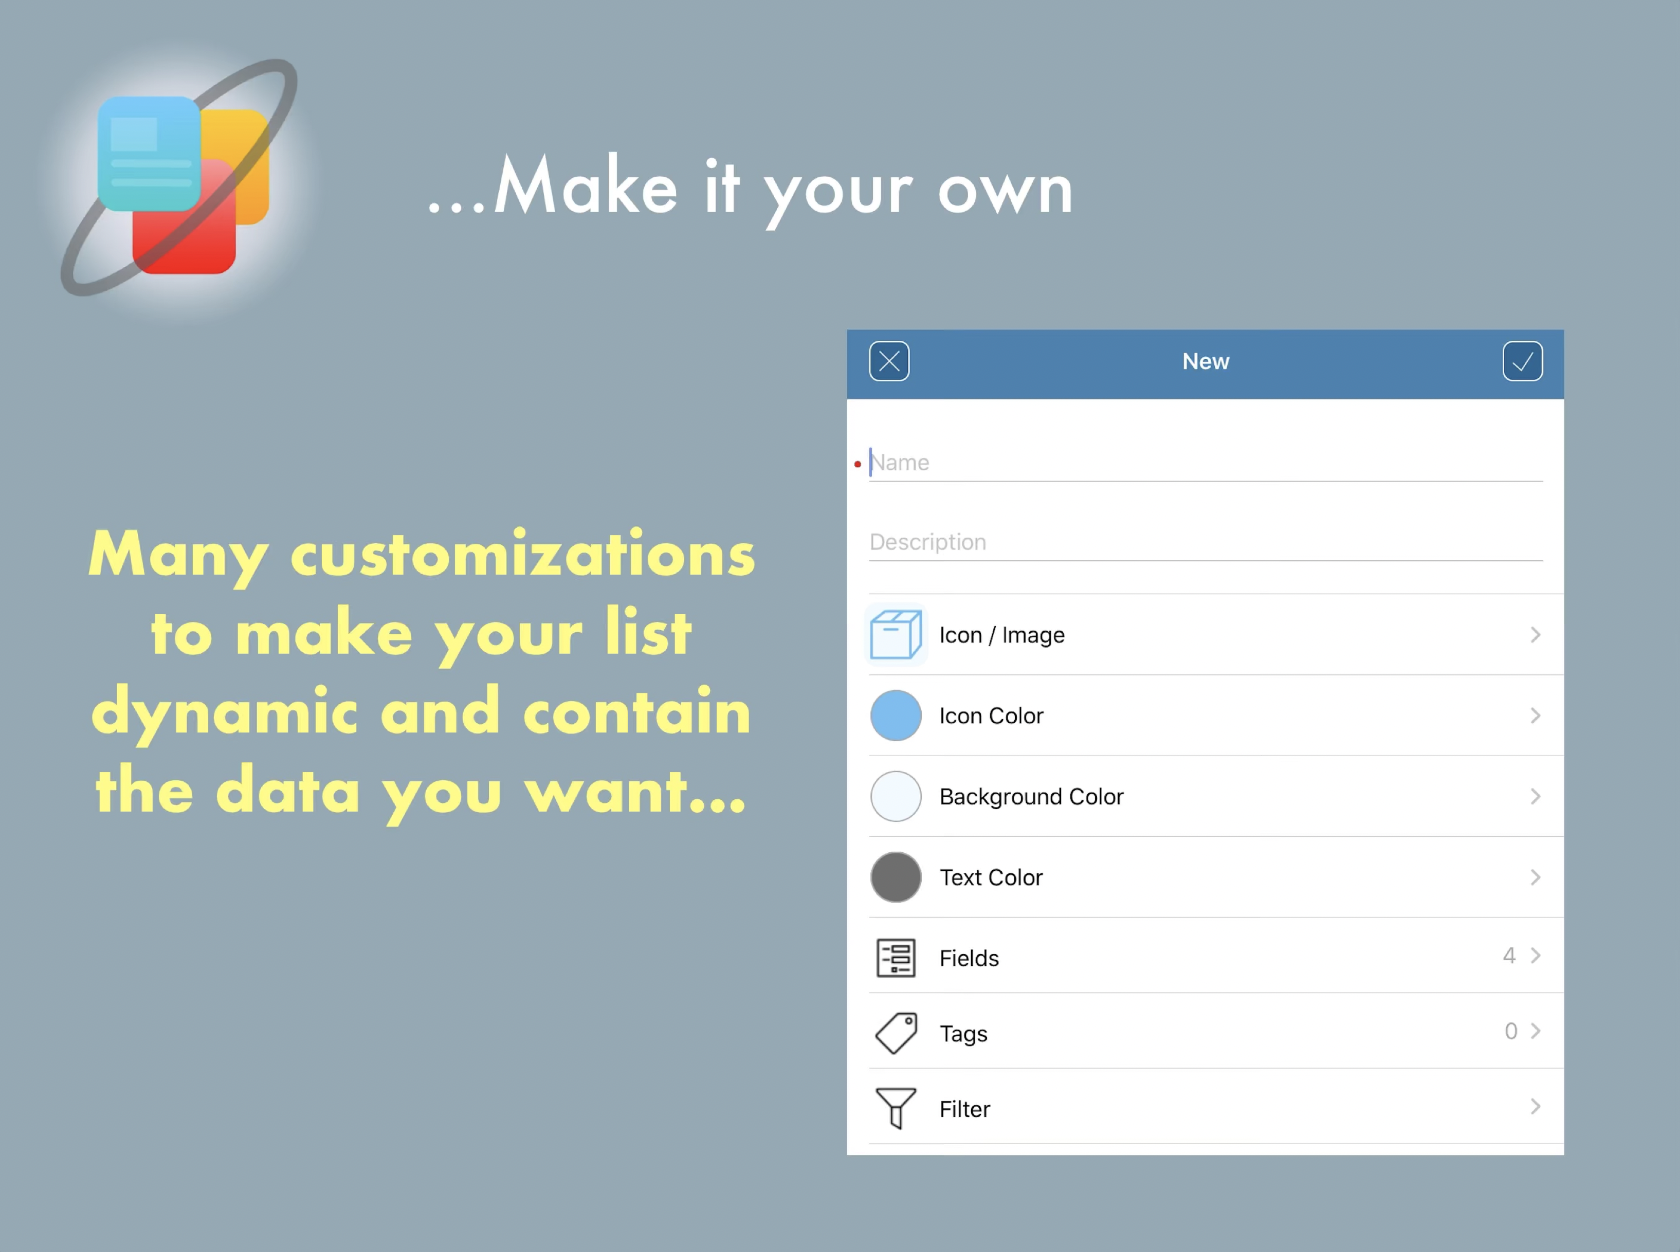 ...Make it your own
Many customizations
to make your list
dynamic and contain
the data you want...
New
Name
Description
Icon / Image
Icon Color
Background Color
Text Color
Fields 4
Tags 0
Filter